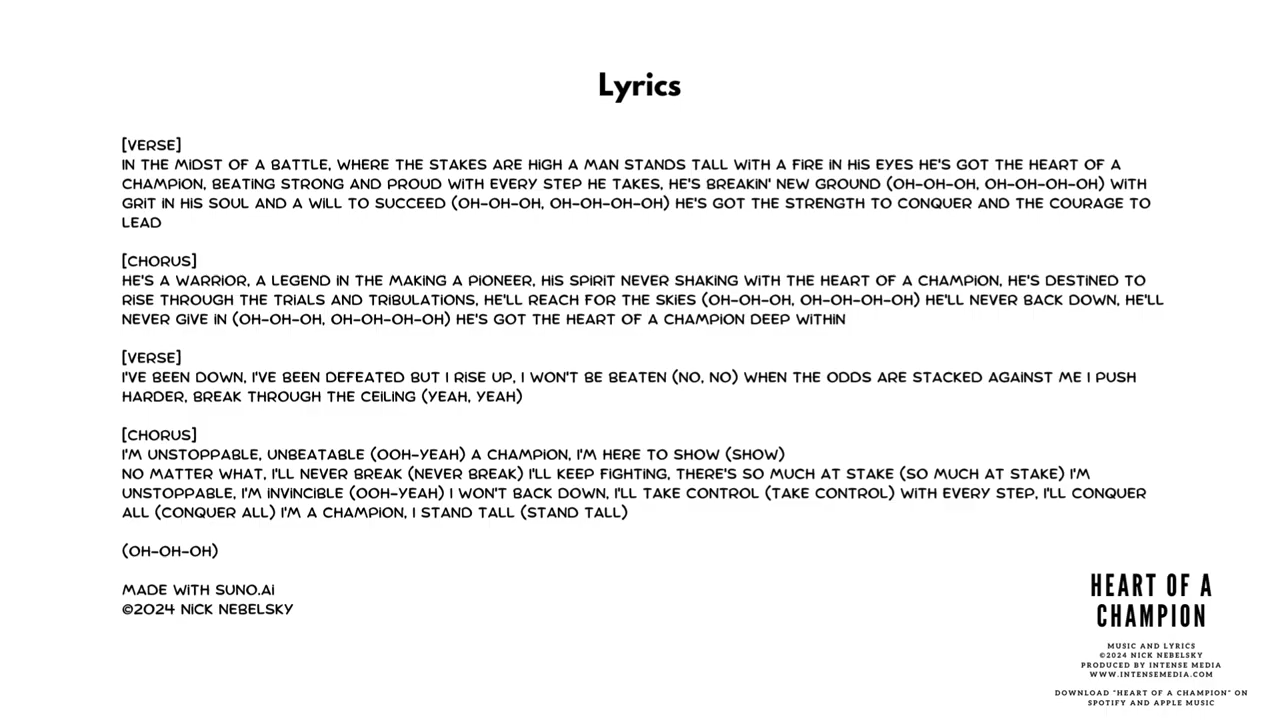 Lyrics
[VERSE]
IN THE MiDST OF A BATTLE, WHERE THE STAKES ARE HiGH A MAN STANDS TALL WiTH A FiRE iN HiS EYES HE'S GOT THE HEART OF A
CHAMPiON, BEATING STRONG AND PROUD WiTH EVERY STEP HE TAKES, HE'S BREAKIN' NEW GROUND (OH-OH-OH, OH-OH-OH-OH) WiTH
GRiT iN HiS SOUL AND A WiLL TO SUCCEED (OH-OH-OH, OH-OH-OH-OH) HE'S GOT THE STRENGTH TO CONQUER AND THE COURAGE TO
LEAD
[CHORUS]
HE'S A WARRiOR, A LEGEND iN THE MAKiNG A PiONEER, HiS SPiRiT NEVER SHAKiNG WiTH THE HEART OF A CHAMPiON, HE'S DESTiNED TO
RiSE THROUGH THE TRiALS AND TRiBULATiONS, HE'LL REACH FOR THE SKiES (OH-OH-OH, OH-OH-OH-OH) HE'LL NEVER BACK DOWN, HE'LL
NEVER GiVE iN (OH-OH-OH, OH-OH-OH-OH) HE'S GOT THE HEART OF A CHAMPiON DEEP WiTHiN
[VERSE]
I'VE BEEN DOWN, I'VE BEEN DEFEATED BUT I RiSE UP, I WON'T BE BEATEN (NO, NO) WHEN THE ODDS ARE STACKED AGAiNST ME I PUSH
HARDER, BREAK THROUGH THE CEiLiNG (YEAH, YEAH)
[CHORUS]
I'M UNSTOPPABLE, UNBEATABLE (OOH-YEAH) A CHAMPiON, I'M HERE TO SHOW (SHOW)
NO MATTER WHAT, I'LL NEVER BREAK (NEVER BREAK) I'LL KEEP FiGHTiNG, THERE'S SO MUCH AT STAKE (SO MUCH AT STAKE) I'M
UNSTOPPABLE, I'M iNViNCiBLE (OOH-YEAH) I WON'T BACK DOWN, I'LL TAKE CONTROL (TAKE CONTROL) WiTH EVERY STEP, I'LL CONQUER
ALL (CONQUER ALL) I'M A CHAMPiON, I STAND TALL (STAND TALL)
(OH-OH-OH)
MADE WiTH SUNO.Ai
©2024 NiCK NEBELSKY
HEART OF A
CHAMPION
MUSIC AND LYRICS
©2024 NICK NEBELSKY
PRODUCED BY INTENSE MEDIA
WWW.INTENSEMEDIA.COM
DOWNLOAD "HEART OF A CHAMPION" ON
SPOTIFY AND APPLE MUSIC